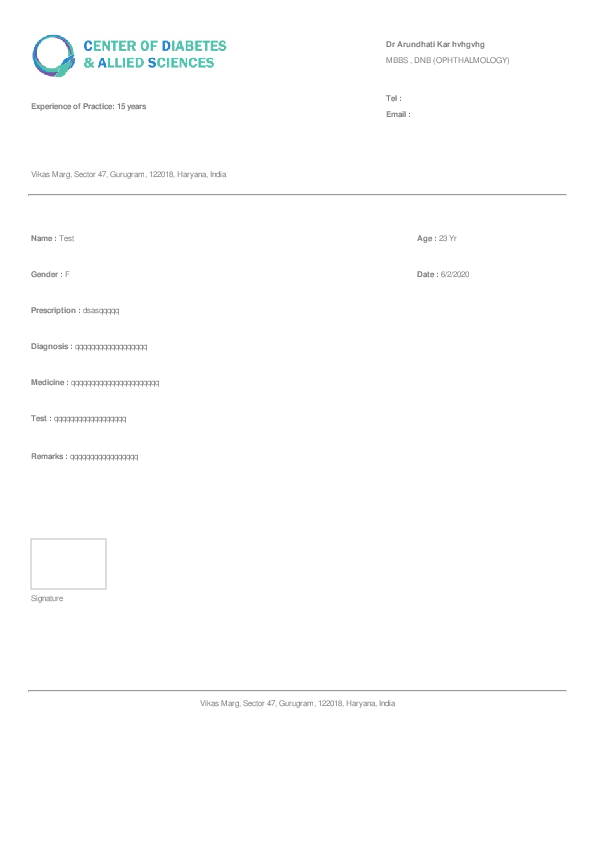 CENTER OF DIABETES
& ALLIED SCIENCES
Dr Arundhati Kar hvhgvhg
MBBS , DNB (OPHTHALMOLOGY)
Tel :
Experience of Practice: 15 years
Email :
Vikas Marg, Sector 47, Gurugram, 122018, Haryana, India
Name : Test
Age : 23 Yr
Gender : F
Date : 6/2/2020
Prescription : dsasqqqqq
Diagnosis : qqqqqqqqqqqqqqqqq
Medicine : qqqqqqqqqqqqqqqqqqqqq
Test : qqqqqqqqqqqqqqqqq
Remarks : qqqqqqqqqqqqqqqq
Signature
Vikas Marg, Sector 47, Gurugram, 122018, Haryana, India